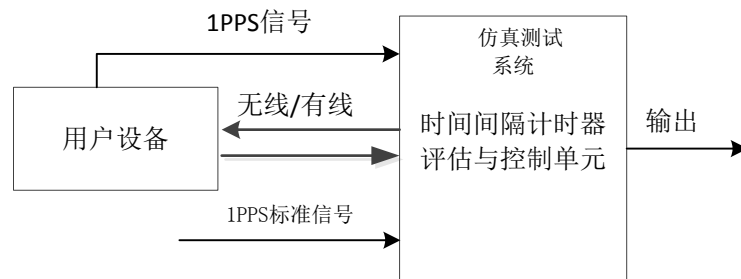 1PPS信号
仿真测试
系统
无线/有线
用户设备
时间间隔计时器
评估与控制单元
输出
1PPS标准信号